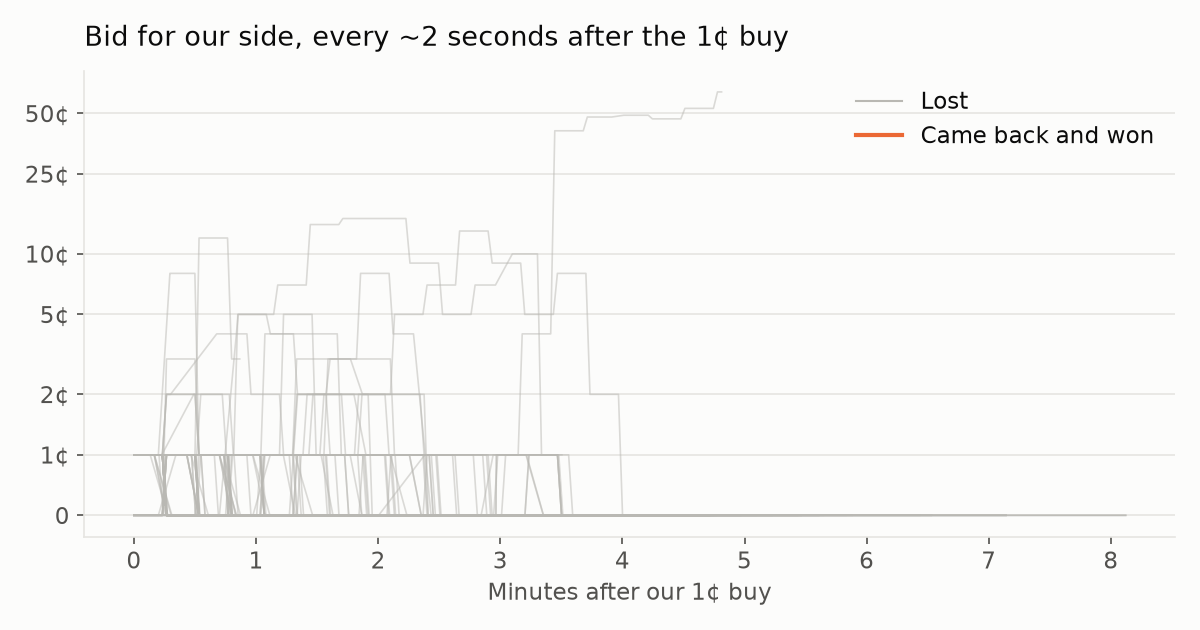 Bid for our side, every ~2 seconds after the 1¢ buy
Lost
Came back and won
50¢
25¢
10¢
5¢
2¢
1¢
0
0 1 2 3 4 5 6 7 8
Minutes after our 1¢ buy